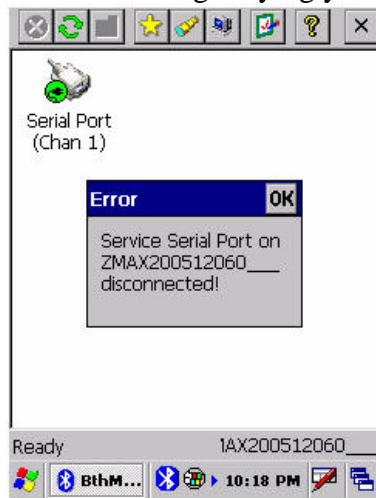 Serial Port
(Chan 1)
Error
OK
Service Serial Port on
ZMAX200512060___
disconnected!
Ready
1AX200512060___
BthM...
10:18 PM